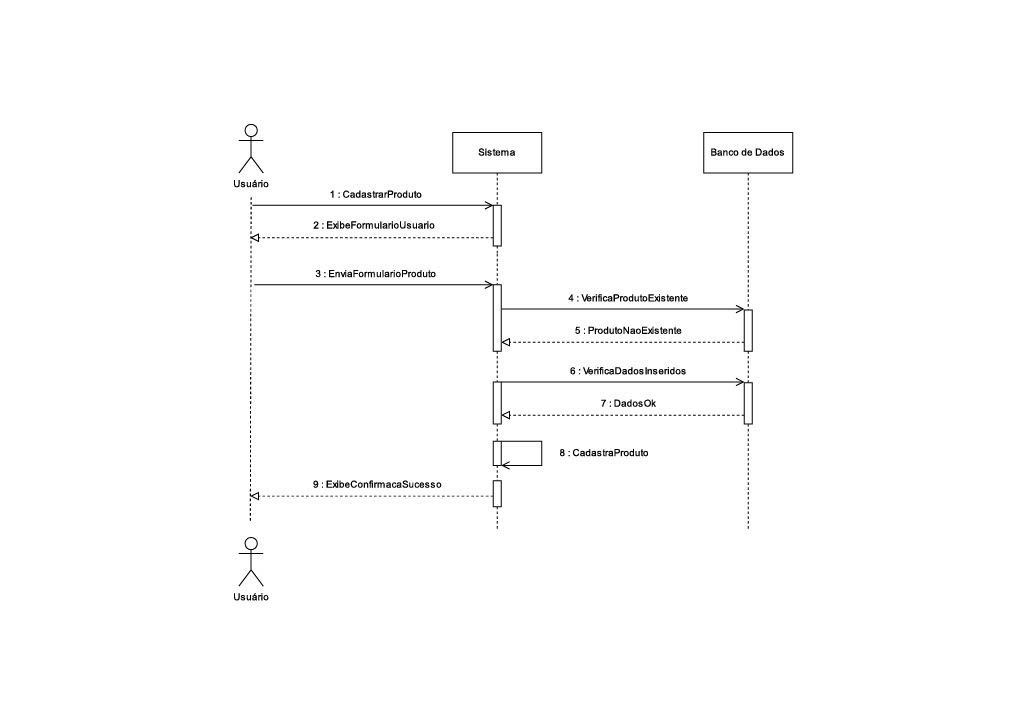 Sistema
Banco de Dados
Usuário
1 : CadastrarProduto
2 : ExibeFormularioUsuario
3 : EnviaFormularioProduto
4 : VerificaProdutoExistente
5 : ProdutoNaoExistente
6 : VerificaDadosInseridos
7 : DadosOk
8 : CadastraProduto
9 : ExibeConfirmacaSucesso
Usuário